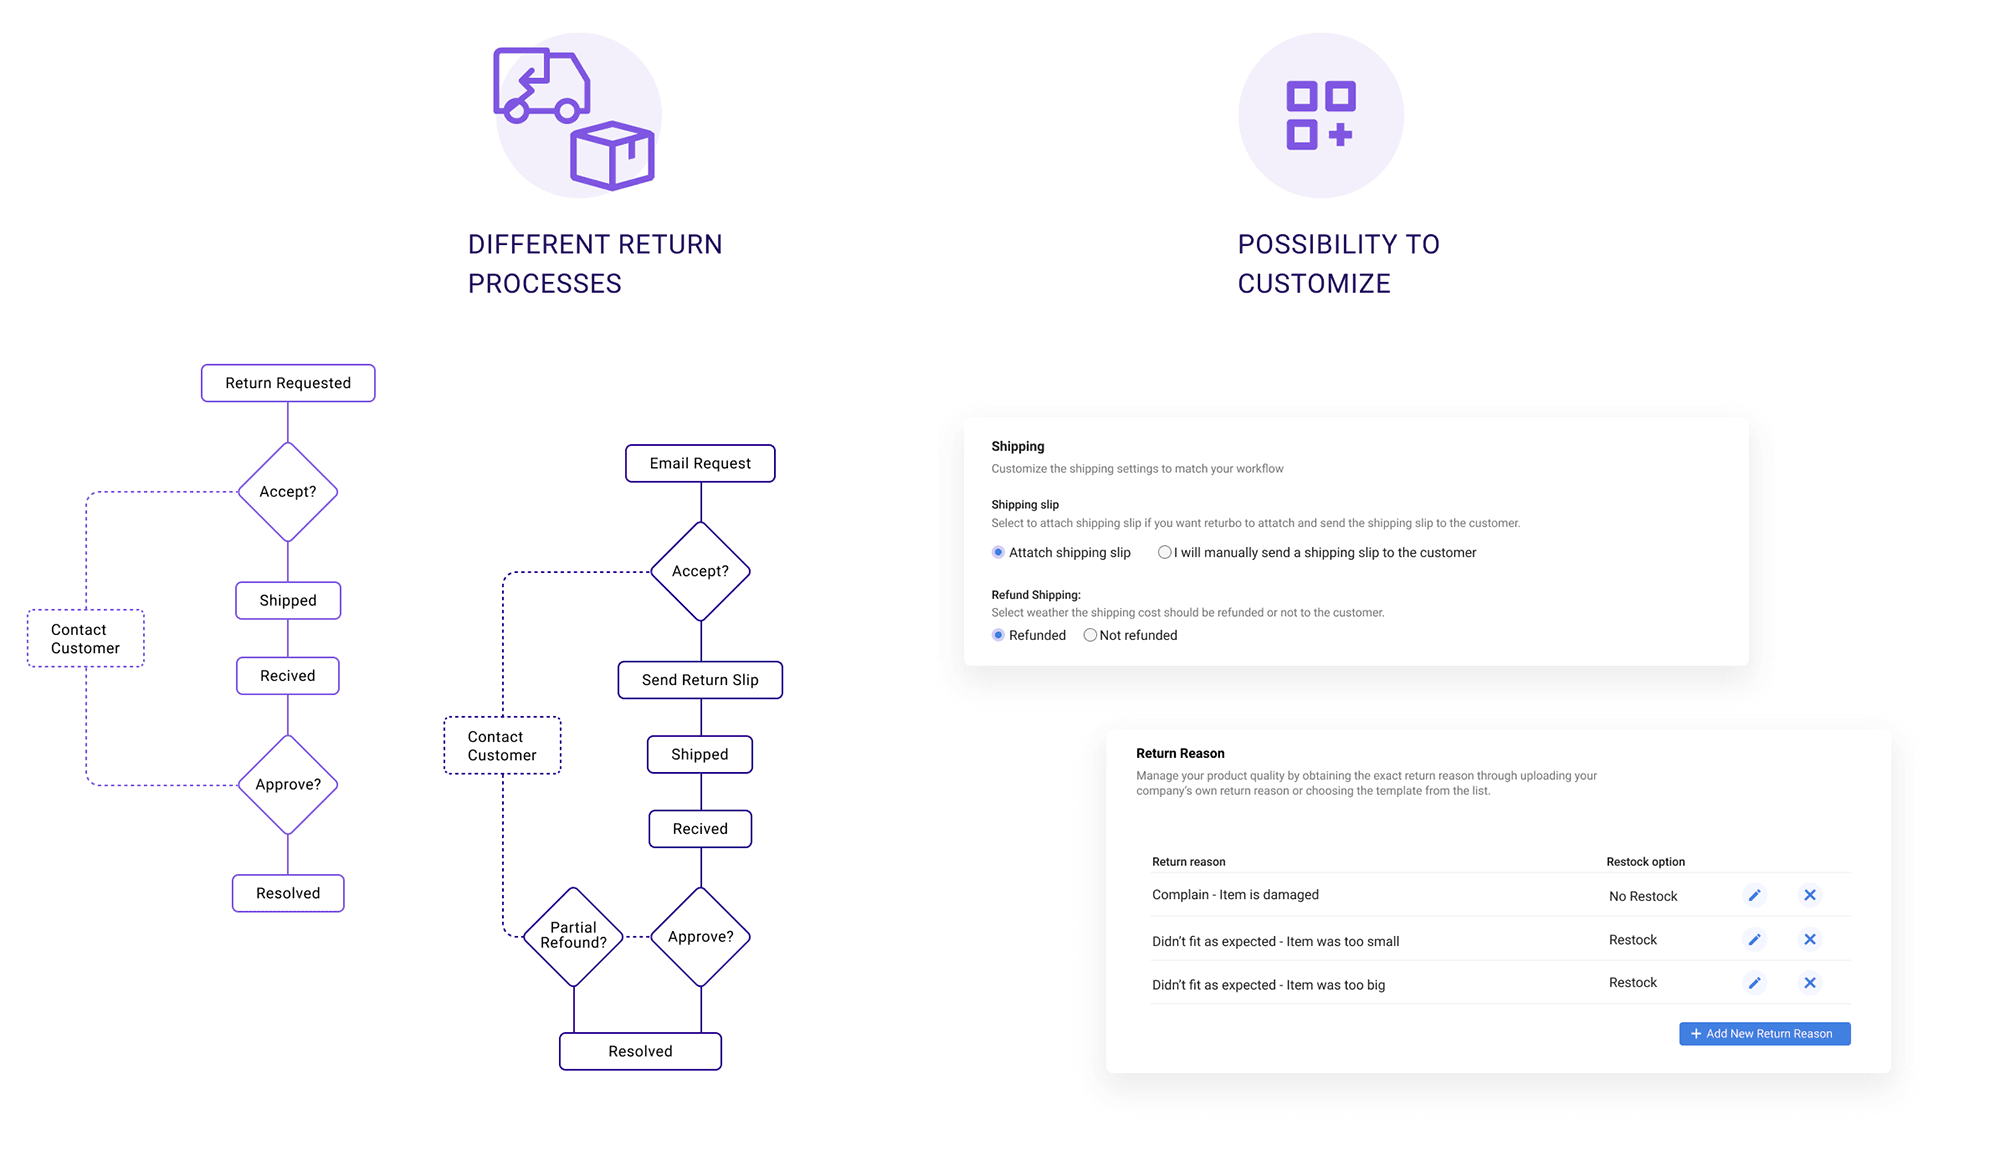 DIFFERENT RETURN
PROCESSES
POSSIBILITY TO
CUSTOMIZE
Return Requested
Accept?
Shipped
Contact
Customer
Recived
Approve?
Resolved
Email Request
Accept?
Send Return Slip
Contact
Customer
Shipped
Recived
Partial
Refound?
Approve?
Resolved
Shipping
Customize the shipping settings to match your workflow
Shipping slip
Select to attach shipping slip if you want returbo to attatch and send the shipping slip to the customer.
Attatch shipping slip I will manually send a shipping slip to the customer
Refund Shipping:
Select weather the shipping cost should be refunded or not to the customer.
Refunded Not refunded
Return Reason
Manage your product quality by obtaining the exact return reason through uploading your
company's own return reason or choosing the template from the list.
Return reason Restock option
Complain - Item is damaged No Restock
Didn't fit as expected - Item was too small Restock
Didn't fit as expected - Item was too big Restock
+ Add New Return Reason